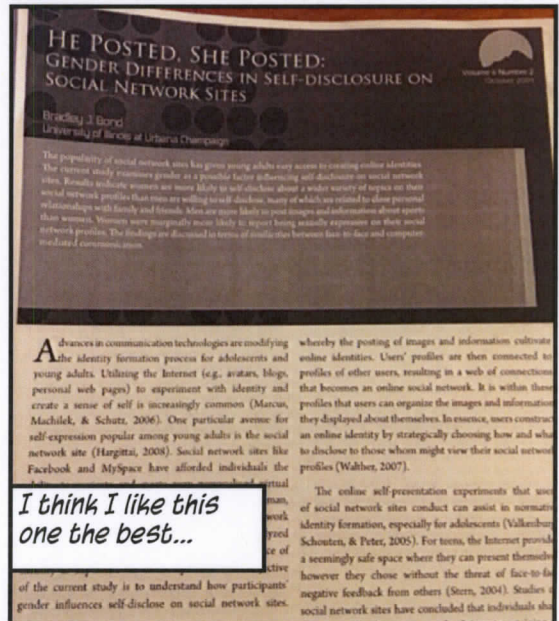 HE POSTED, SHE POSTED:
GENDER DIFFERENCES IN SELF-DISCLOSURE ON
SOCIAL NETWORK SITES
Volume 6 Number 2
October 2009
Bradley J. Bond
University of Illinois at Urbana Champaign
The popularity of social network sites has given young adults easy access to creating online identities.
The current study examines gender as a possible factor influencing self-disclosure on social network
sites. Results indicate women are more likely to self-disclose about a wider variety of topics on their
social network profiles than men are willing to self-disclose, many of which are related to close personal
relationships with family and friends. Men are more likely to post images and information about sports
than women. Women were marginally more likely to report being sexually expressive on their social
network profiles. The findings are discussed in terms of similarities between face-to-face and computer-
mediated communication.
Advances in communication technologies are modifying
the identity formation process for adolescents and
young adults. Utilizing the Internet (e.g., avatars, blogs,
personal web pages) to experiment with identity and
create a sense of self is increasingly common (Marcus,
Machilek, & Schutz, 2006). One particular avenue for
self-expression popular among young adults is the social
network site (Hargittai, 2008). Social network sites like
Facebook and MySpace have afforded individuals the
I think I like this
one the best...
of the current study is to understand how participants'
gender influences self-disclose on social network sites.
whereby the posting of images and information cultivate
online identities. Users' profiles are then connected to
profiles of other users, resulting in a web of connections
that becomes an online social network. It is within these
profiles that users can organize the images and information
they displayed about themselves. In essence, users construct
an online identity by strategically choosing how and what
to disclose to those whom might view their social network
profiles (Walther, 2007).
The online self-presentation experiments that users
of social network sites conduct can assist in normative
identity formation, especially for adolescents (Valkenburg,
Schouten, & Peter, 2005). For teens, the Internet provides
a seemingly safe space where they can present themselves
however they chose without the threat of face-to-face
negative feedback from others (Stern, 2004). Studies
social network sites have concluded that individuals